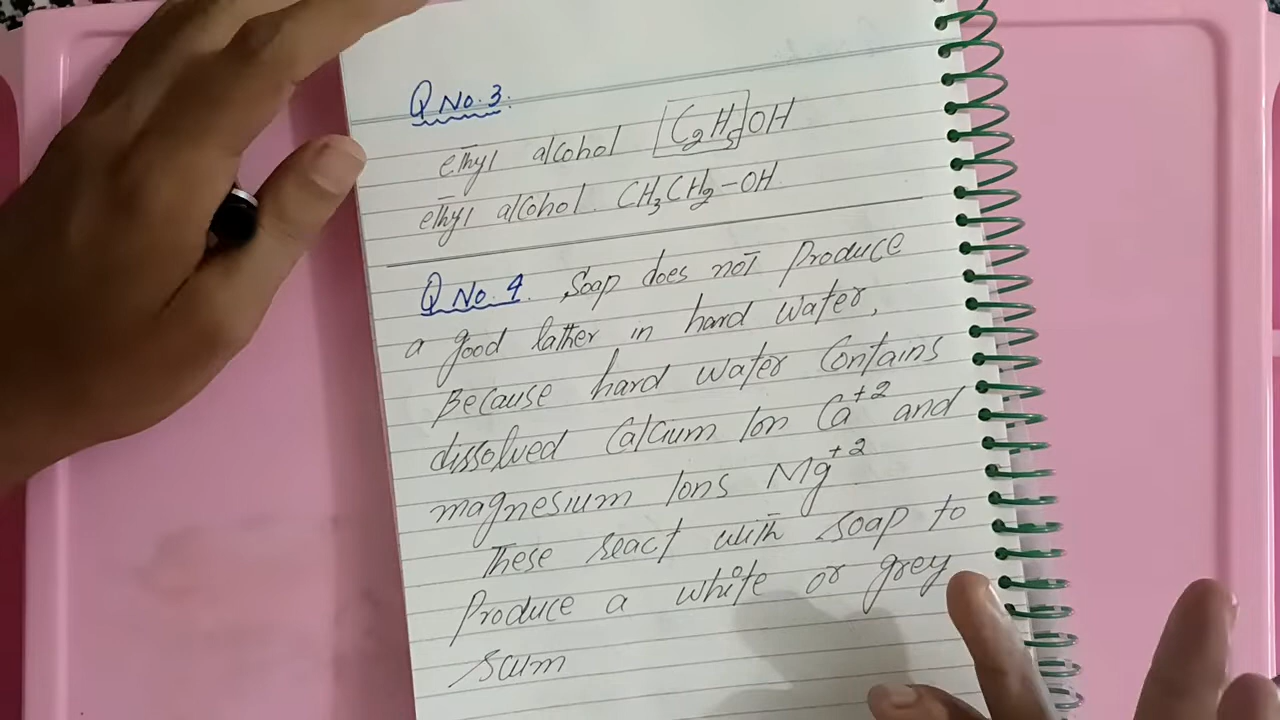 Q No. 3.
ethyl alcohol C₂H₅OH
ethyl alcohol. CH₃CH₂-OH
Q No. 4. Soap does not produce
a good lather in hard water,
Because hard water Contains
dissolved Calcium Ion Ca⁺² and
magnesium Ions Mg⁺²
These react with soap to
Produce a white or grey
scum